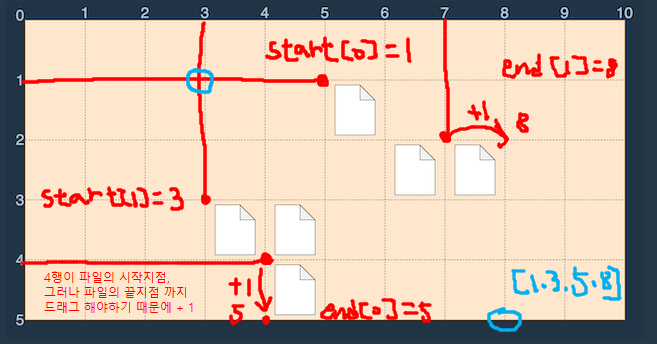 0 1 2 3 4 5 6 7 8 9 10
start[0]=1
1
end[1]=8
+1
8
2
start[1]=3
3
4
4행이 파일의 시작지점,
그러나 파일의 끝지점 까지
드래그 해야하기 때문에 + 1
+1
[1.3.5.8]
5
end[0]=5
5